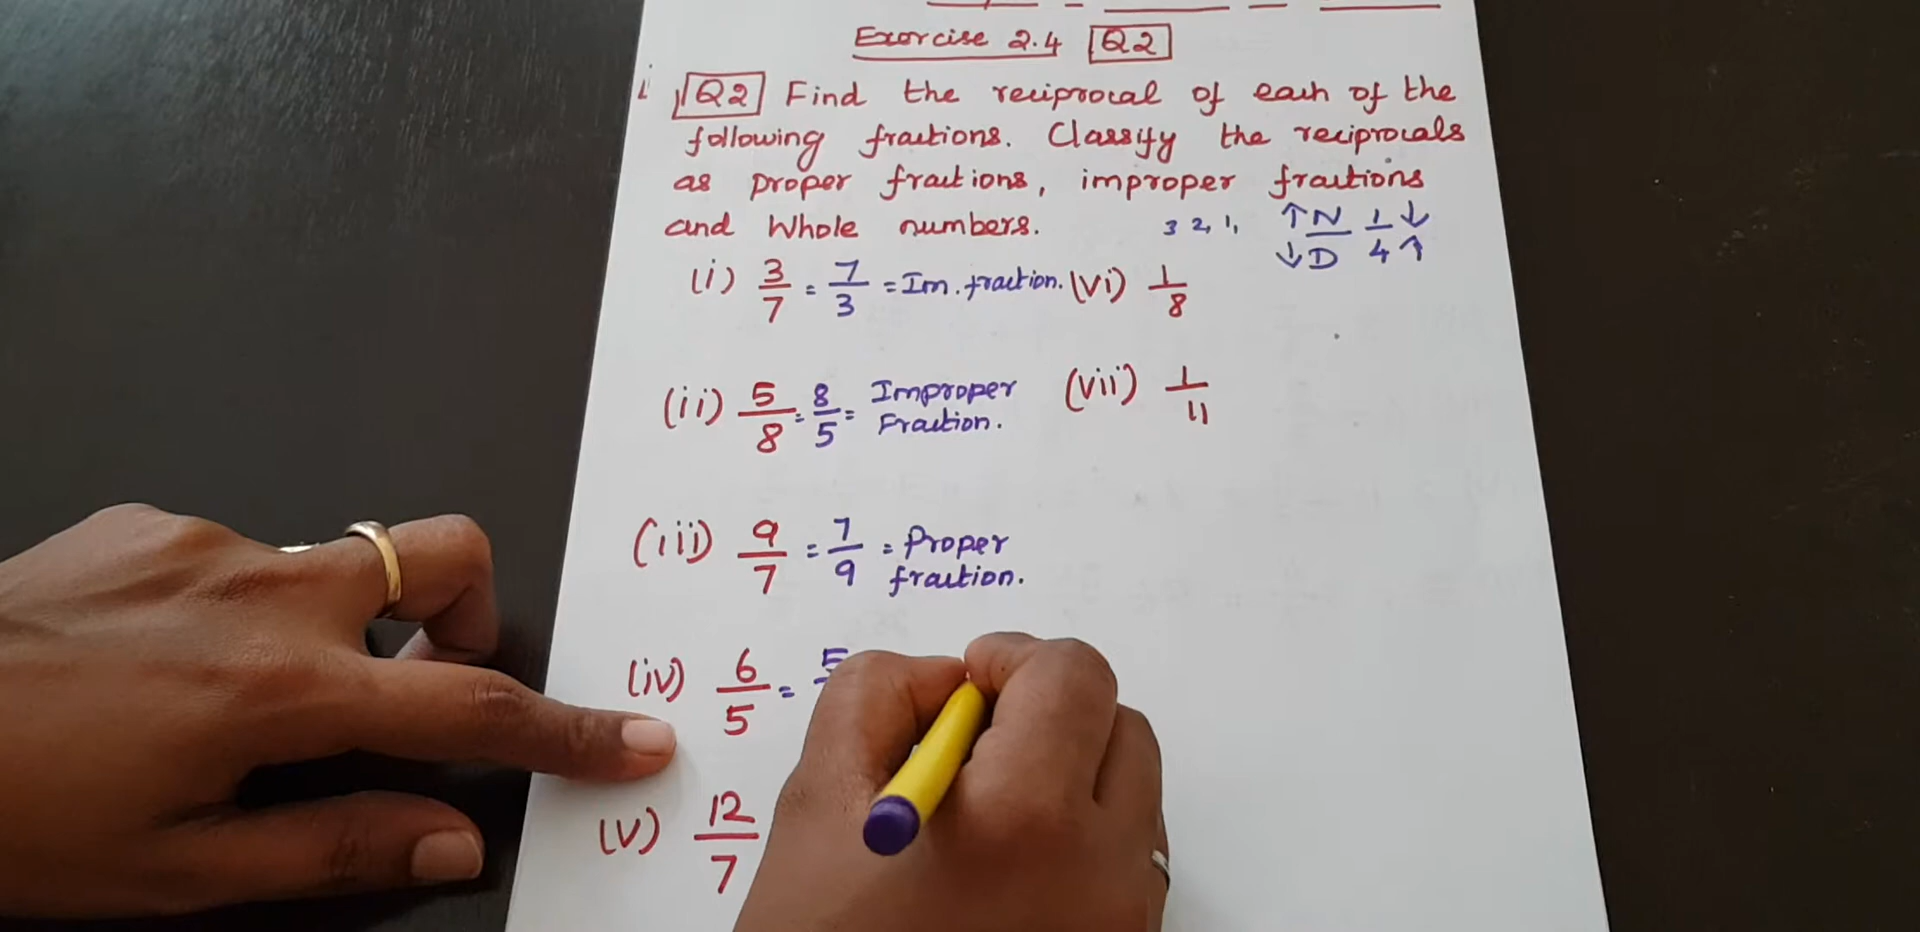 Exercise 2.4 Q2
Q2 Find the reciprocal of each of the
following fractions. Classify the reciprocals
as proper fractions, improper fractions
and Whole numbers.
3 2, 1, ↑N/↓D 1/4 ↓↑
(i) 3/7 = 7/3 = Im. fraction. (vi) 1/8
(ii) 5/8 = 8/5 = Improper
Fraction. (vii) 1/11
(iii) 9/7 = 7/9 = Proper
fraction.
(iv) 6/5 = 5
(v) 12/7